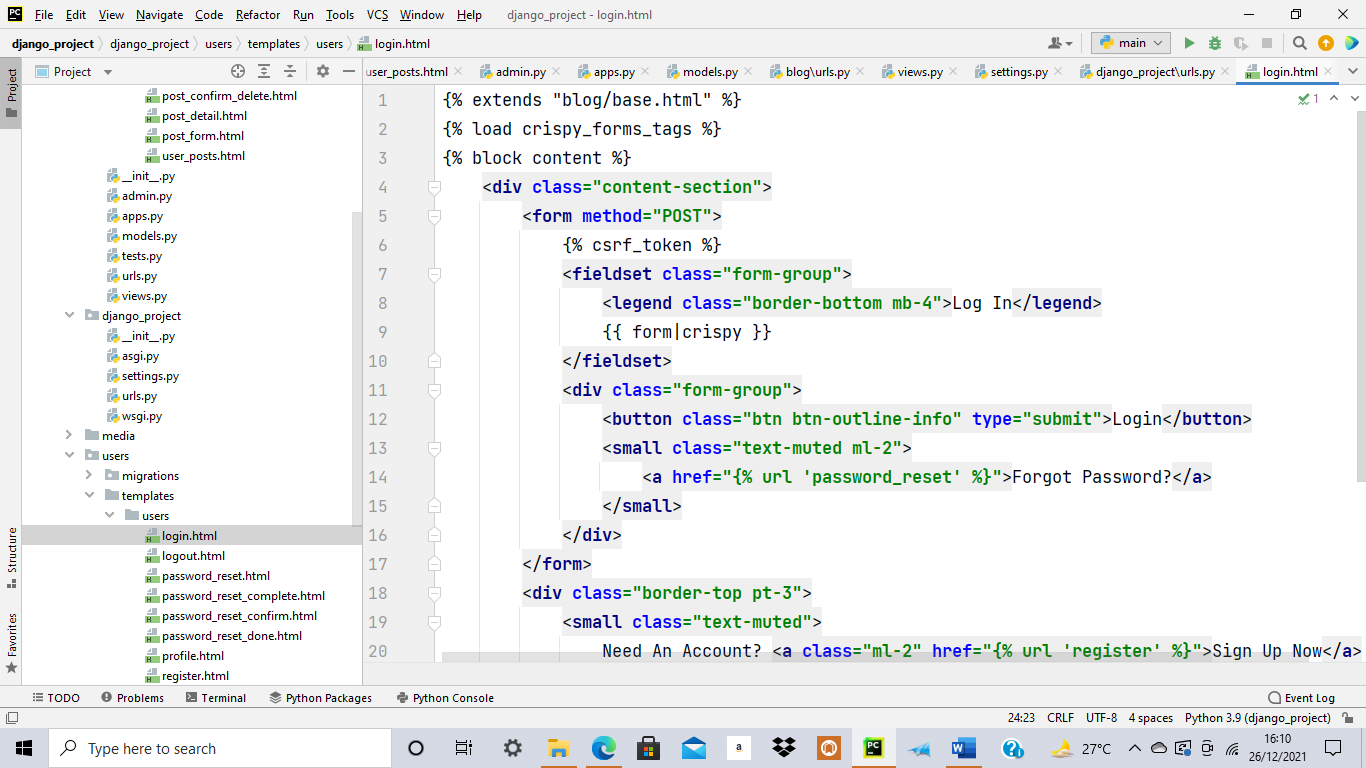 File Edit View Navigate Code Refactor Run Tools VCS Window Help django_project - login.html
django_project django_project users templates users login.html main
Project user_posts.html admin.py apps.py models.py blog\urls.py views.py settings.py django_project\urls.py login.html
Project
Structure
Favorites
post_confirm_delete.html
post_detail.html
post_form.html
user_posts.html
__init__.py
admin.py
apps.py
models.py
tests.py
urls.py
views.py
django_project
__init__.py
asgi.py
settings.py
urls.py
wsgi.py
media
users
migrations
templates
users
login.html
logout.html
password_reset.html
password_reset_complete.html
password_reset_confirm.html
password_reset_done.html
profile.html
register.html
1 {% extends "blog/base.html" %} 1
2 {% load crispy_forms_tags %}
3 {% block content %}
4 <div class="content-section">
5 <form method="POST">
6 {% csrf_token %}
7 <fieldset class="form-group">
8 <legend class="border-bottom mb-4">Log In</legend>
9 {{ form|crispy }}
10 </fieldset>
11 <div class="form-group">
12 <button class="btn btn-outline-info" type="submit">Login</button>
13 <small class="text-muted ml-2">
14 <a href="{% url 'password_reset' %}">Forgot Password?</a>
15 </small>
16 </div>
17 </form>
18 <div class="border-top pt-3">
19 <small class="text-muted">
20 Need An Account? <a class="ml-2" href="{% url 'register' %}">Sign Up Now</a>
TODO Problems Terminal Python Packages Python Console Event Log
24:23 CRLF UTF-8 4 spaces Python 3.9 (django_project)
Type here to search a PC W 27°C 16:10
26/12/2021